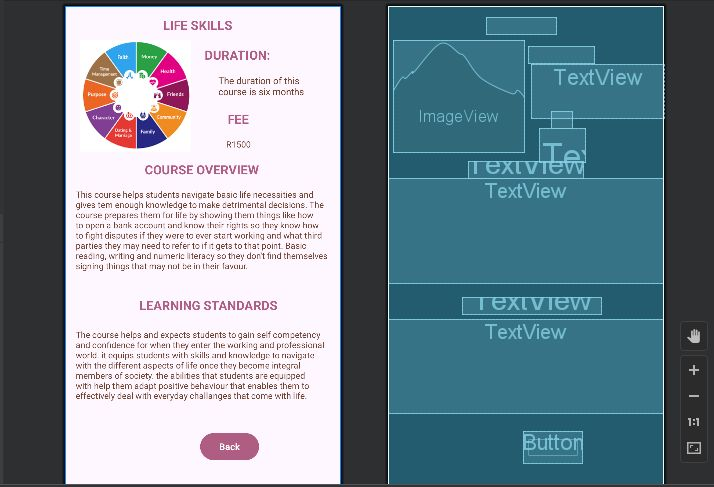 LIFE SKILLS
Faith
Money
Health
Friends
Community
Family
Dating &
Marriage
Character
Purpose
Time
Management
DURATION:
The duration of this
course is six months
FEE
R1500
COURSE OVERVIEW
This course helps students navigate basic life necessities and
gives tem enough knowledge to make detrimental decisions. The
course prepares them for life by showing them things like how
to open a bank account and know their rights so they know how
to fight disputes if they were to ever start working and what third
parties they may need to refer to if it gets to that point. Basic
reading, writing and numeric literacy so they don't find themselves
signing things that may not be in their favour.
LEARNING STANDARDS
The course helps and expects students to gain self competency
and confidence for when they enter the working and professional
world. it equips students with skills and knowledge to navigate
with the different aspects of life once they become integral
members of society. the abilities that students are equipped
with help them adapt positive behaviour that enables them to
effectively deal with everyday challanges that come with life.
Back
TextView
ImageView
Te
TextView
TextView
TextView
TextView
Button
1:1